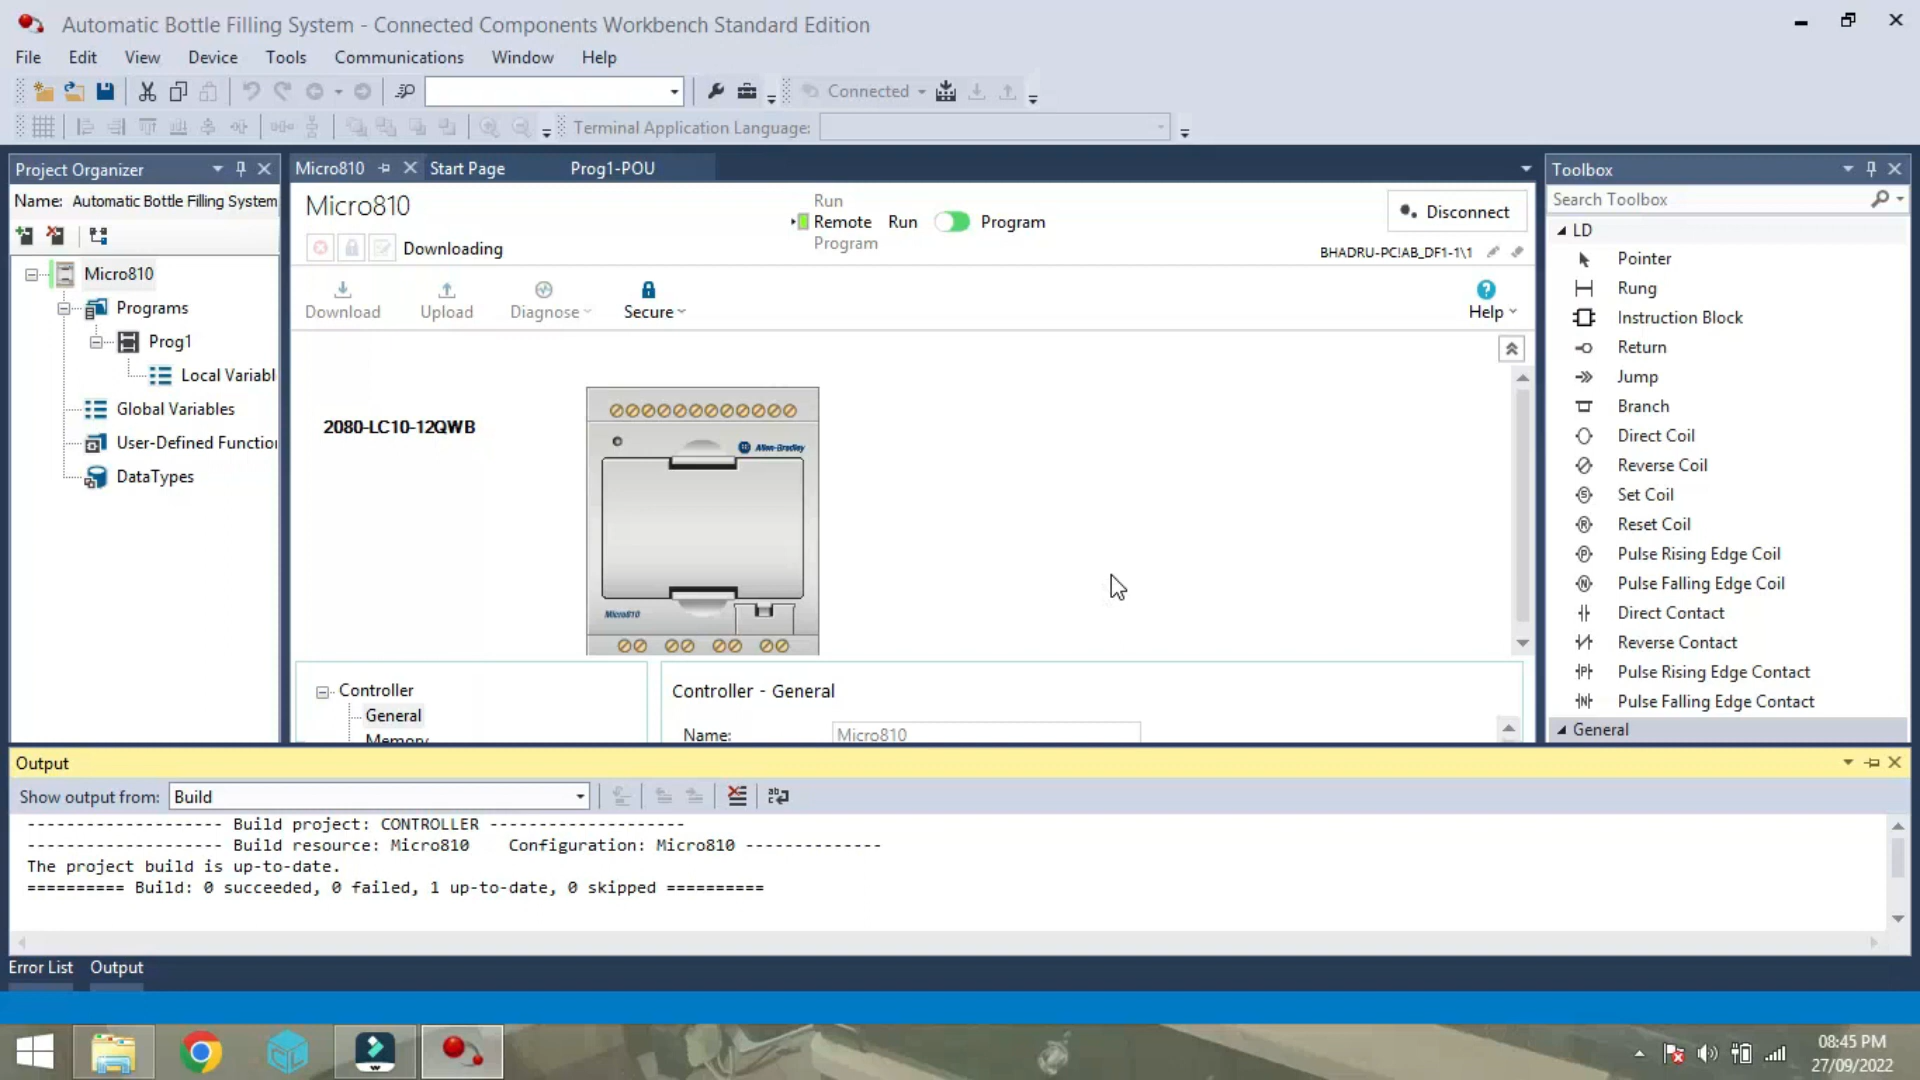 Automatic Bottle Filling System - Connected Components Workbench Standard Edition
File Edit View Device Tools Communications Window Help
Connected
Terminal Application Language:
Project Organizer
Name: Automatic Bottle Filling System
Micro810
Programs
Prog1
Local Variabl
Global Variables
User-Defined Functio
DataTypes
Micro810 Start Page Prog1-POU
Micro810
Downloading
Run
Remote Run Program
Program
Disconnect
BHADRU-PC!AB_DF1-1\1
Download Upload Diagnose Secure Help
2080-LC10-12QWB
Allen-Bradley
Micro810
Controller
General
Memory
Controller - General
Name: Micro810
Toolbox
Search Toolbox
LD
Pointer
Rung
Instruction Block
Return
Jump
Branch
Direct Coil
Reverse Coil
Set Coil
Reset Coil
Pulse Rising Edge Coil
Pulse Falling Edge Coil
Direct Contact
Reverse Contact
Pulse Rising Edge Contact
Pulse Falling Edge Contact
General
Output
Show output from: Build
-------------------- Build project: CONTROLLER --------------------
-------------------- Build resource: Micro810 Configuration: Micro810 --------------
The project build is up-to-date.
========== Build: 0 succeeded, 0 failed, 1 up-to-date, 0 skipped ==========
Error List Output
08:45 PM
27/09/2022